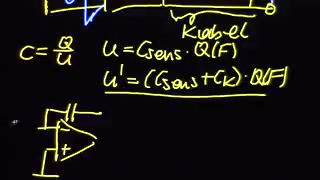 Kabel
C = Q/U
U = Csens · Q(F)
U' = (Csens + CK) · Q(F)
+